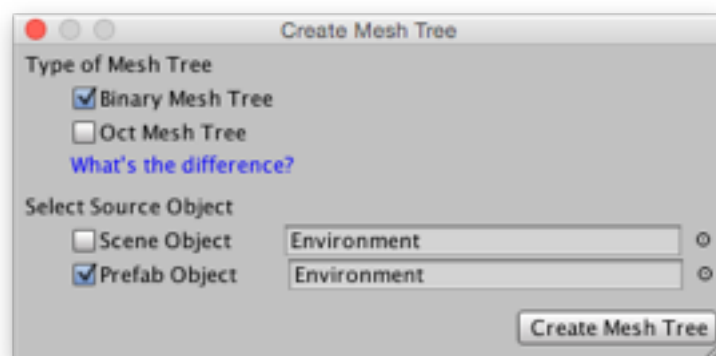 Create Mesh Tree
Type of Mesh Tree
Binary Mesh Tree
Oct Mesh Tree
What's the difference?
Select Source Object
Scene Object Environment
Prefab Object Environment
Create Mesh Tree